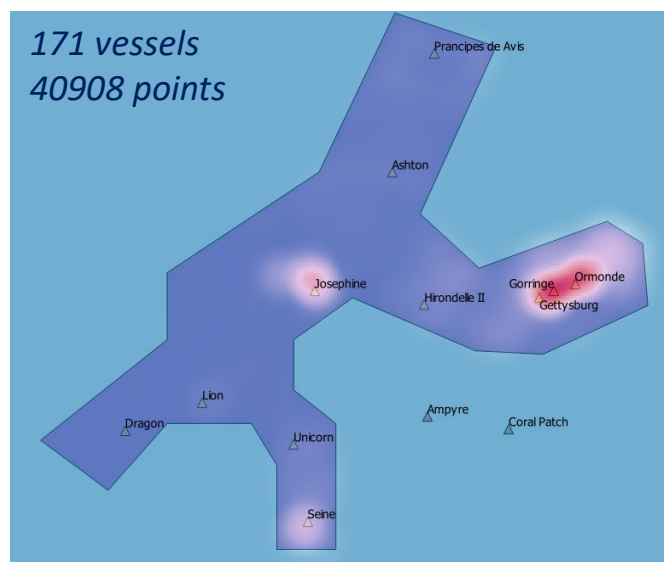 171 vessels
40908 points
Prancipes de Avis
Ashton
Josephine
Ormonde
Gorringe
Gettysburg
Hirondelle II
Lion
Dragon
Ampyre
Coral Patch
Unicorn
Seine